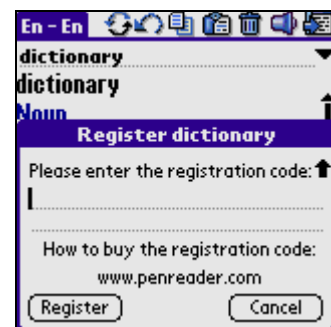 En - En
dictionary
dictionary
Noun
Register dictionary
Please enter the registration code:
How to buy the registration code:
www.penreader.com
Register
Cancel